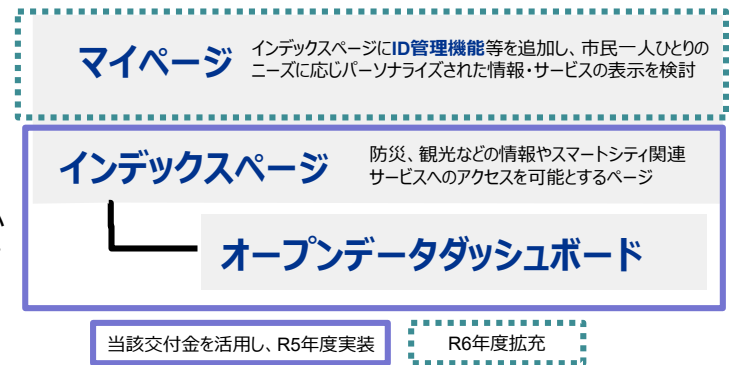 マイページ
インデックスページにID管理機能等を追加し、市民一人ひとりの
ニーズに応じパーソナライズされた情報・サービスの表示を検討
インデックスページ
防災、観光などの情報やスマートシティ関連
サービスへのアクセスを可能とするページ
オープンデータダッシュボード
当該交付金を活用し、R5年度実装
R6年度拡充